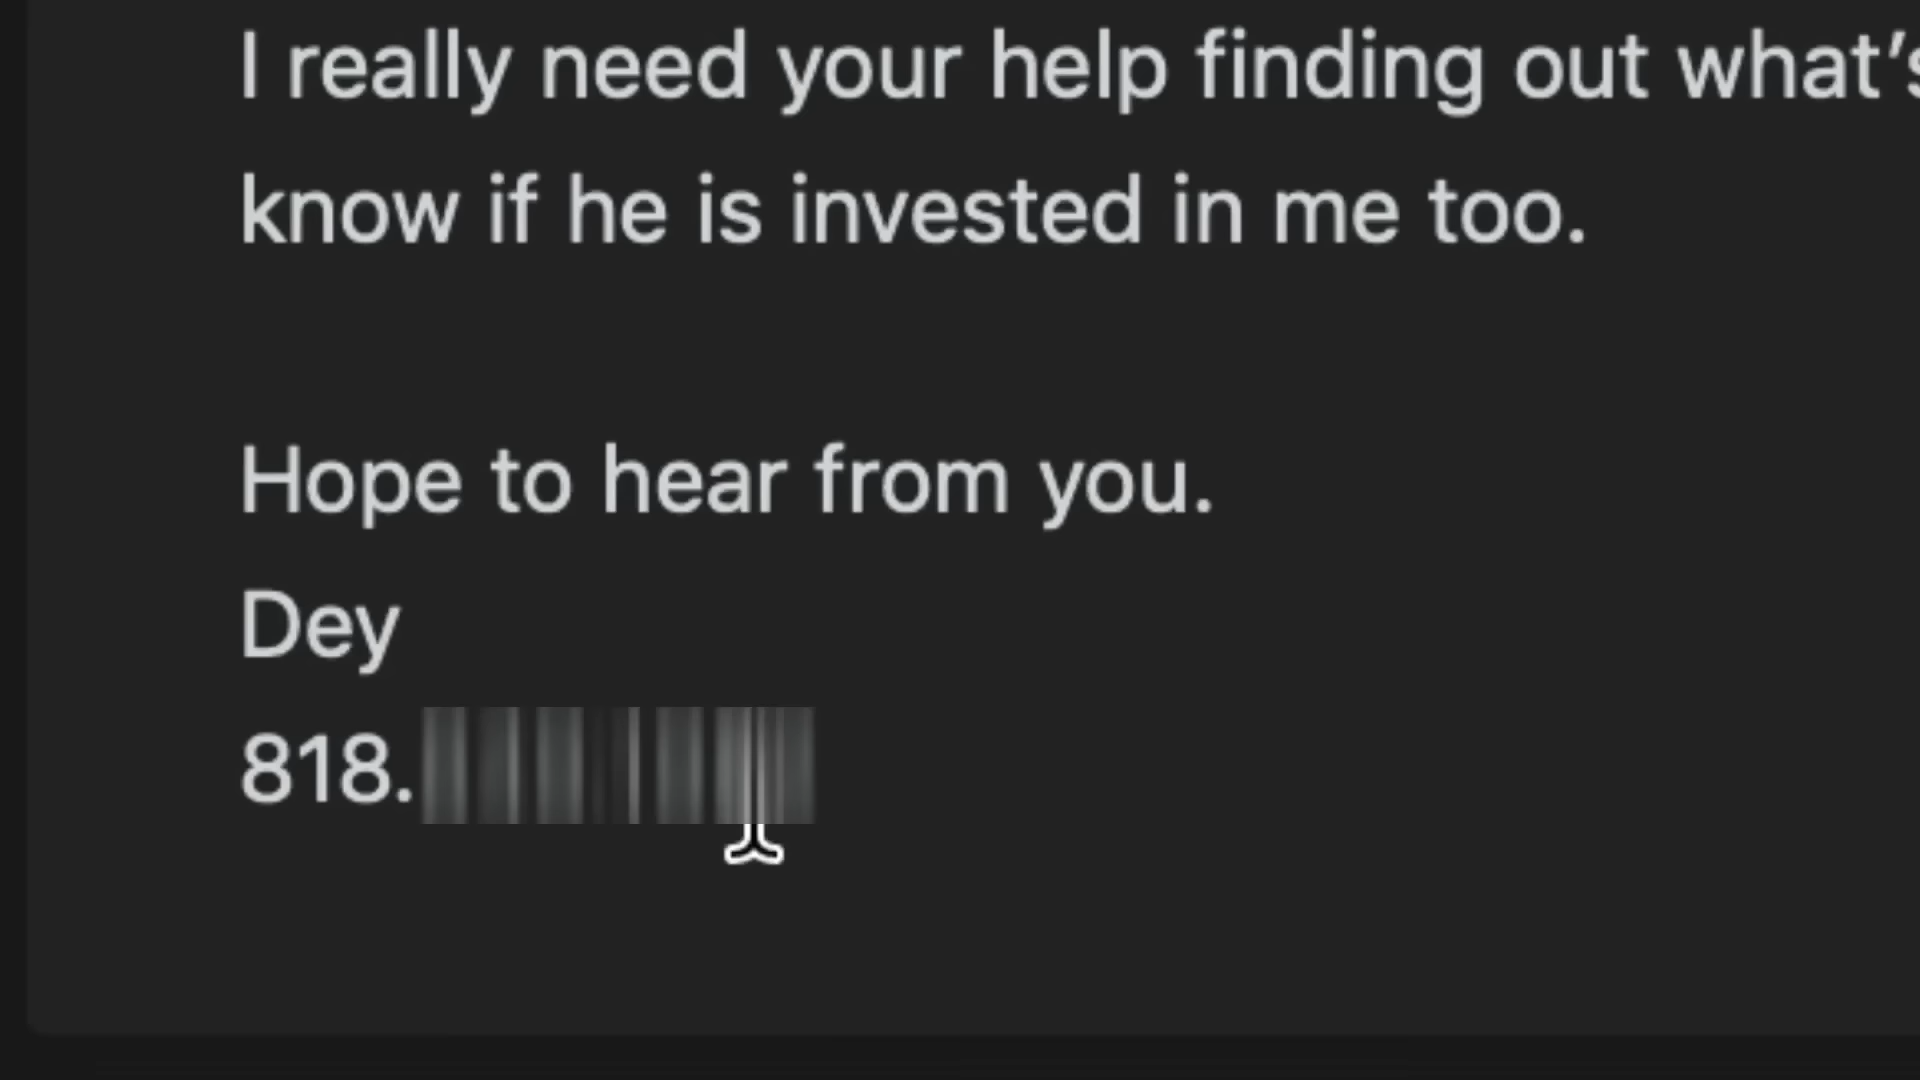 I really need your help finding out what's
know if he is invested in me too.
Hope to hear from you.
Dey
818.